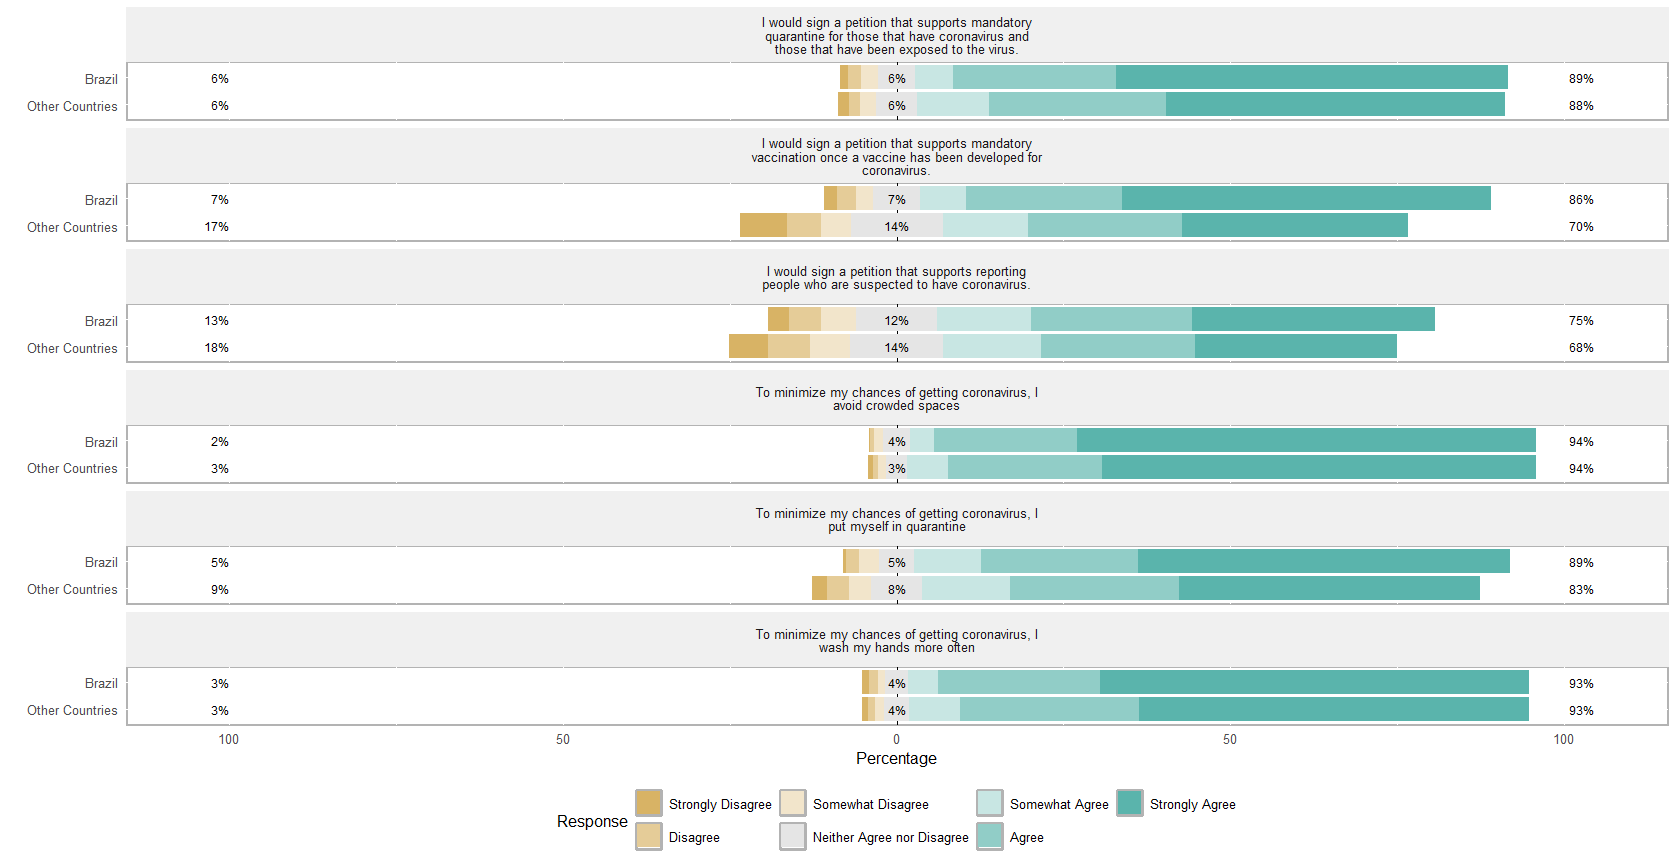 I would sign a petition that supports mandatory
quarantine for those that have coronavirus and
those that have been exposed to the virus.
Brazil 6% 6% 89%
Other Countries 6% 6% 88%
I would sign a petition that supports mandatory
vaccination once a vaccine has been developed for
coronavirus.
Brazil 7% 7% 86%
Other Countries 17% 14% 70%
I would sign a petition that supports reporting
people who are suspected to have coronavirus.
Brazil 13% 12% 75%
Other Countries 18% 14% 68%
To minimize my chances of getting coronavirus, I
avoid crowded spaces
Brazil 2% 4% 94%
Other Countries 3% 3% 94%
To minimize my chances of getting coronavirus, I
put myself in quarantine
Brazil 5% 5% 89%
Other Countries 9% 8% 83%
To minimize my chances of getting coronavirus, I
wash my hands more often
Brazil 3% 4% 93%
Other Countries 3% 4% 93%
100 50 0 50 100
Percentage
Response
Strongly Disagree Somewhat Disagree Somewhat Agree Strongly Agree
Disagree Neither Agree nor Disagree Agree